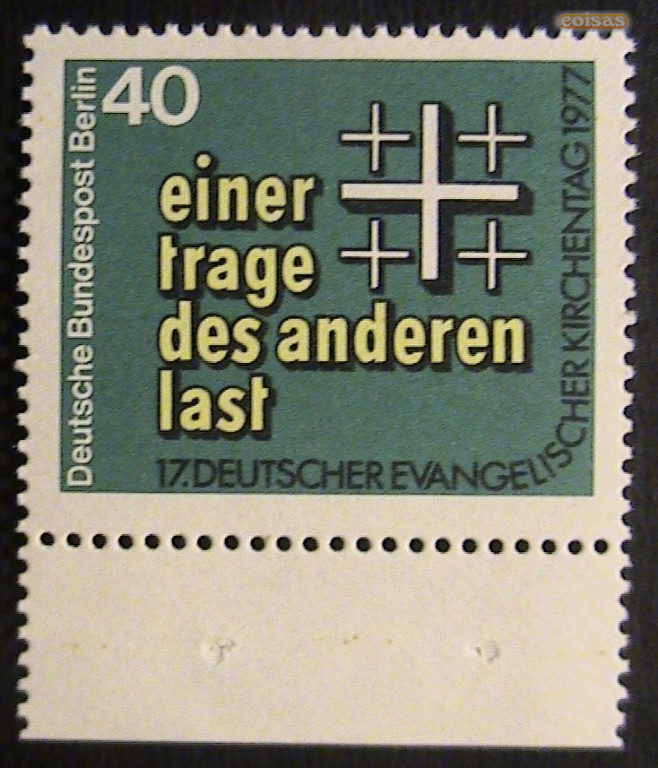 coisas
Deutsche Bundespost Berlin
40
einer
trage
des anderen
last
17. DEUTSCHER EVANGELISCHER KIRCHENTAG 1977